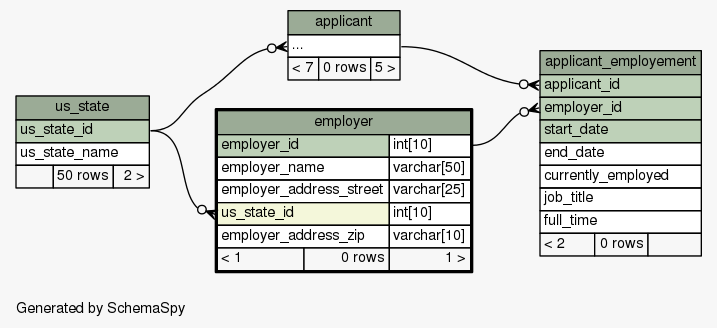 applicant
...
< 7 0 rows 5 >
us_state
us_state_id
us_state_name
50 rows 2 >
employer
employer_id int[10]
employer_name varchar[50]
employer_address_street varchar[25]
us_state_id int[10]
employer_address_zip varchar[10]
< 1 0 rows 1 >
applicant_employement
applicant_id
employer_id
start_date
end_date
currently_employed
job_title
full_time
< 2 0 rows
Generated by SchemaSpy